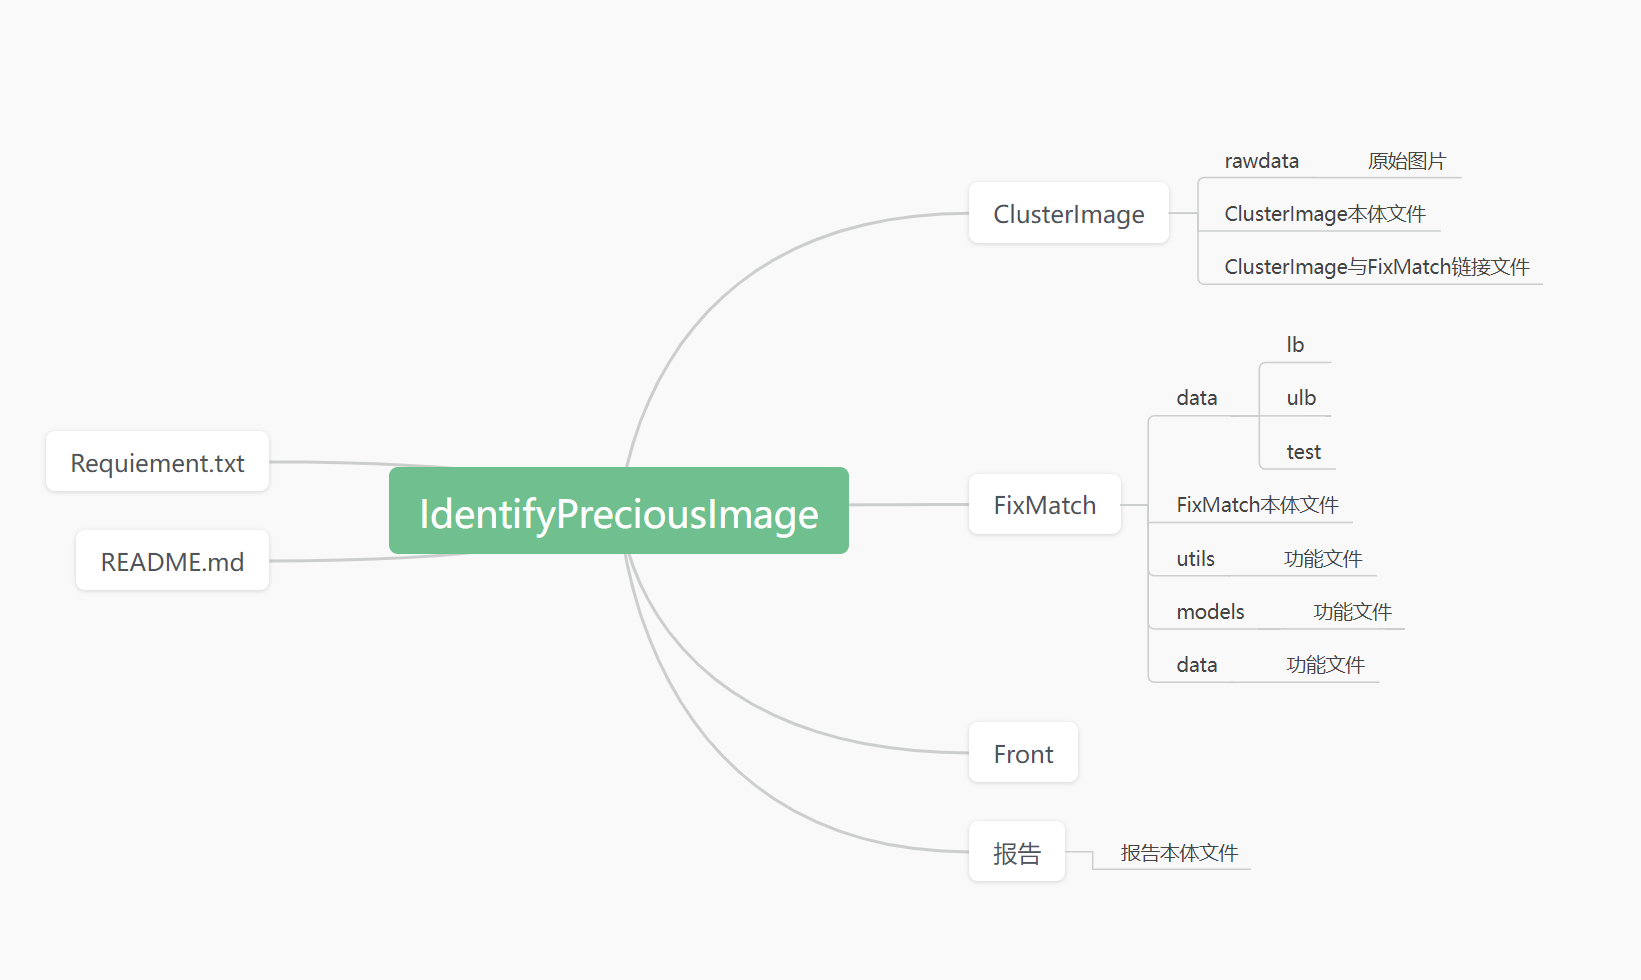 IdentifyPreciousImage
ClusterImage
rawdata 原始图片
ClusterImage本体文件
ClusterImage与FixMatch链接文件
FixMatch
data
lb
ulb
test
FixMatch本体文件
utils 功能文件
models 功能文件
data 功能文件
Front
报告
报告本体文件
Requiement.txt
README.md